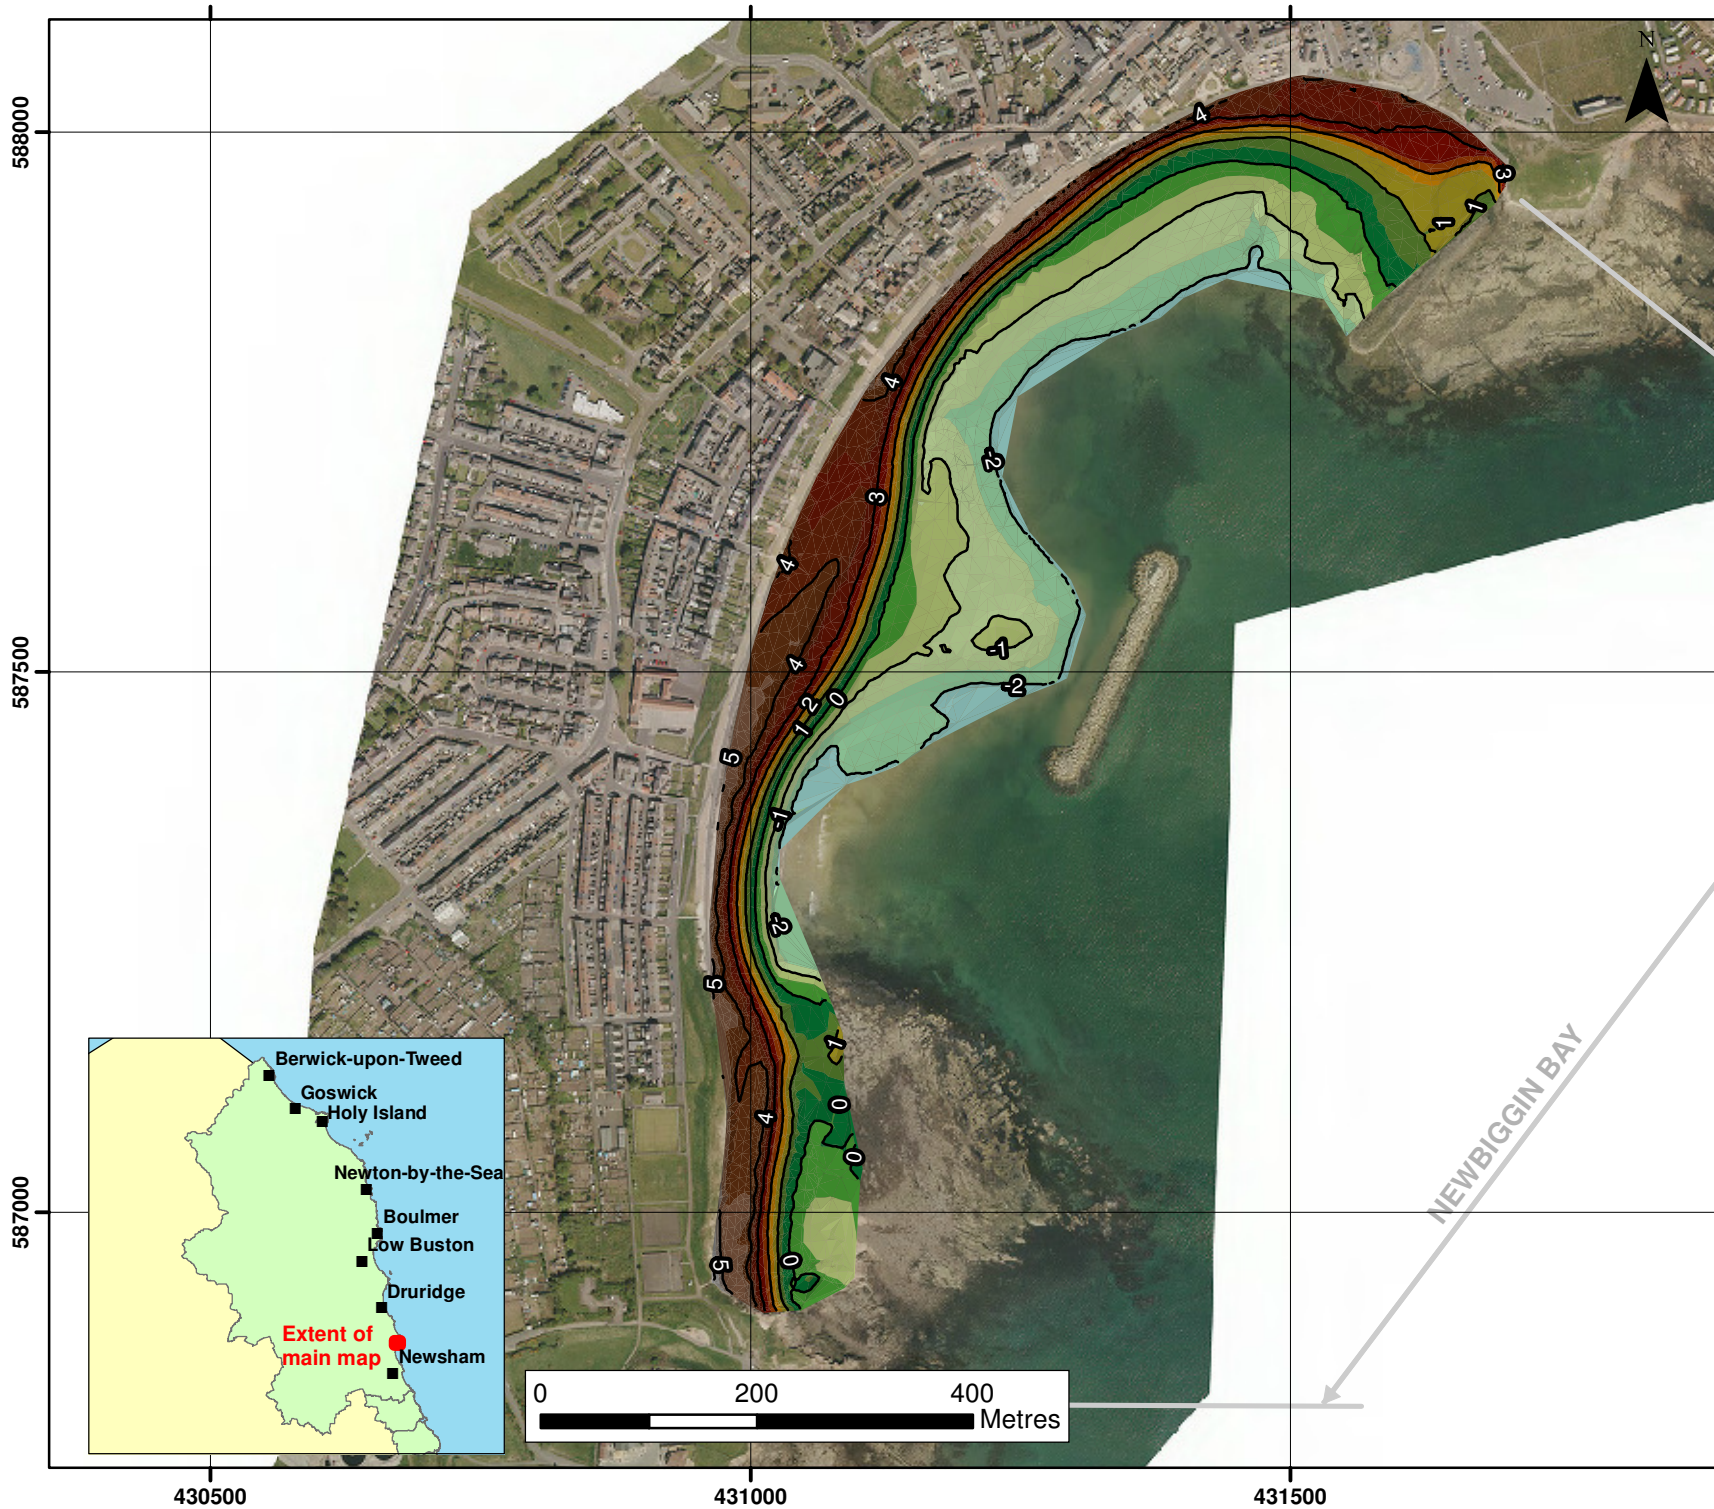 N
588000
587500
587000
430500
431000
431500
4
3
1
1
4
3
-2
4
-1
4
-2
2
0
1
5
-1
-2
5
1
0
4
0
5
0
NEWBIGGIN BAY
Berwick-upon-Tweed
Goswick
Holy Island
Newton-by-the-Sea
Boulmer
Low Buston
Druridge
Extent of
main map
Newsham
0 200 400
Metres